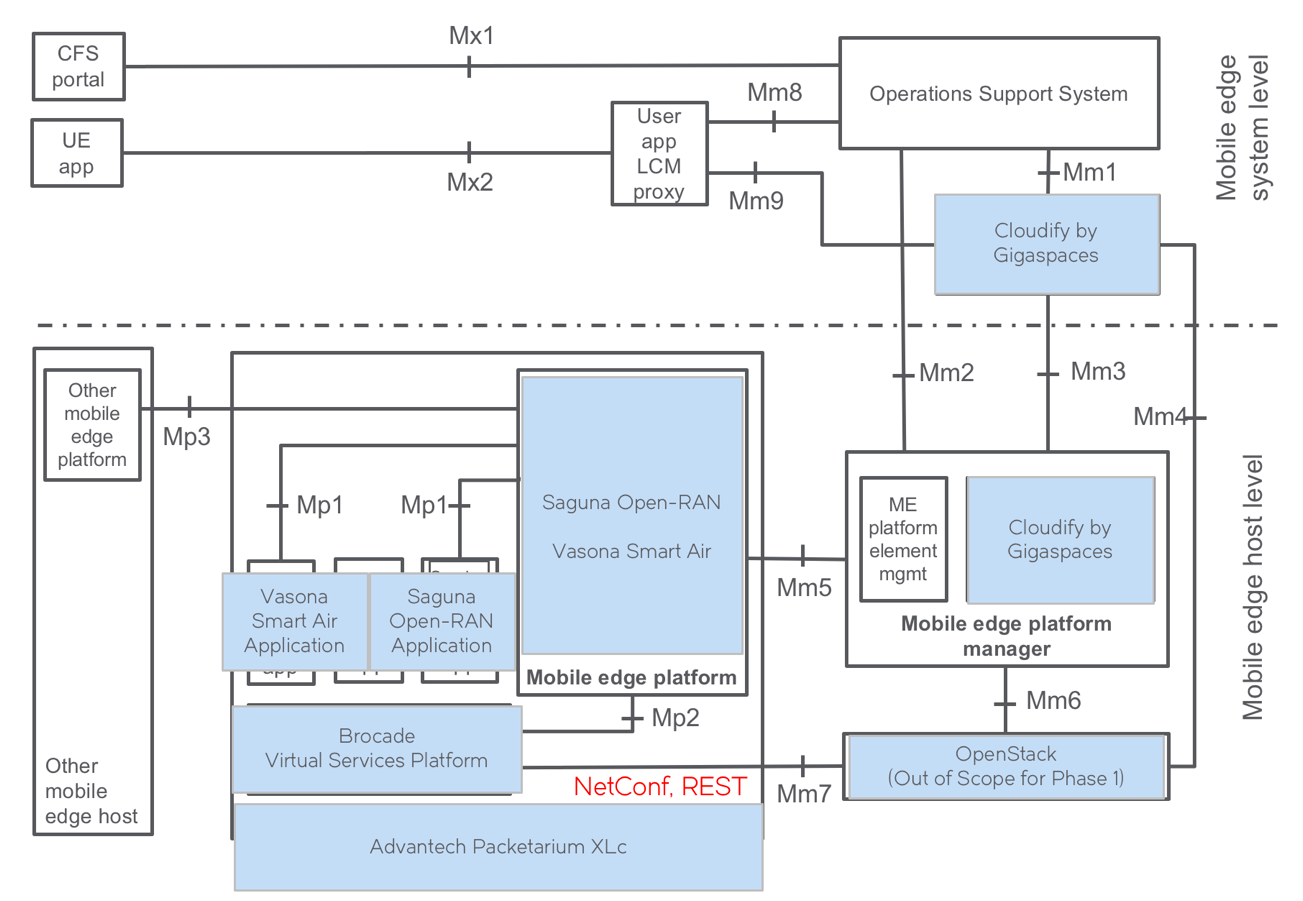 Mx1
CFS
portal
Operations Support System
Mobile edge
system level
Mm8
User
app
LCM
proxy
UE
app
Mx2
Mm9
Mm1
Cloudify by
Gigaspaces
Mm2
Mm3
Mm4
Other
mobile
edge
platform
Mp3
Mp1
Mp1
Saguna Open-RAN
Vasona Smart Air
ME
platform
element
mgmt
Cloudify by
Gigaspaces
Mobile edge host level
Mm5
Vasona
Smart Air
Application
Saguna
Open-RAN
Application
app
Mobile edge platform
Mobile edge platform
manager
Mp2
Mm6
Brocade
Virtual Services Platform
OpenStack
(Out of Scope for Phase 1)
NetConf, REST
Mm7
Other
mobile
edge host
Advantech Packetarium XLc